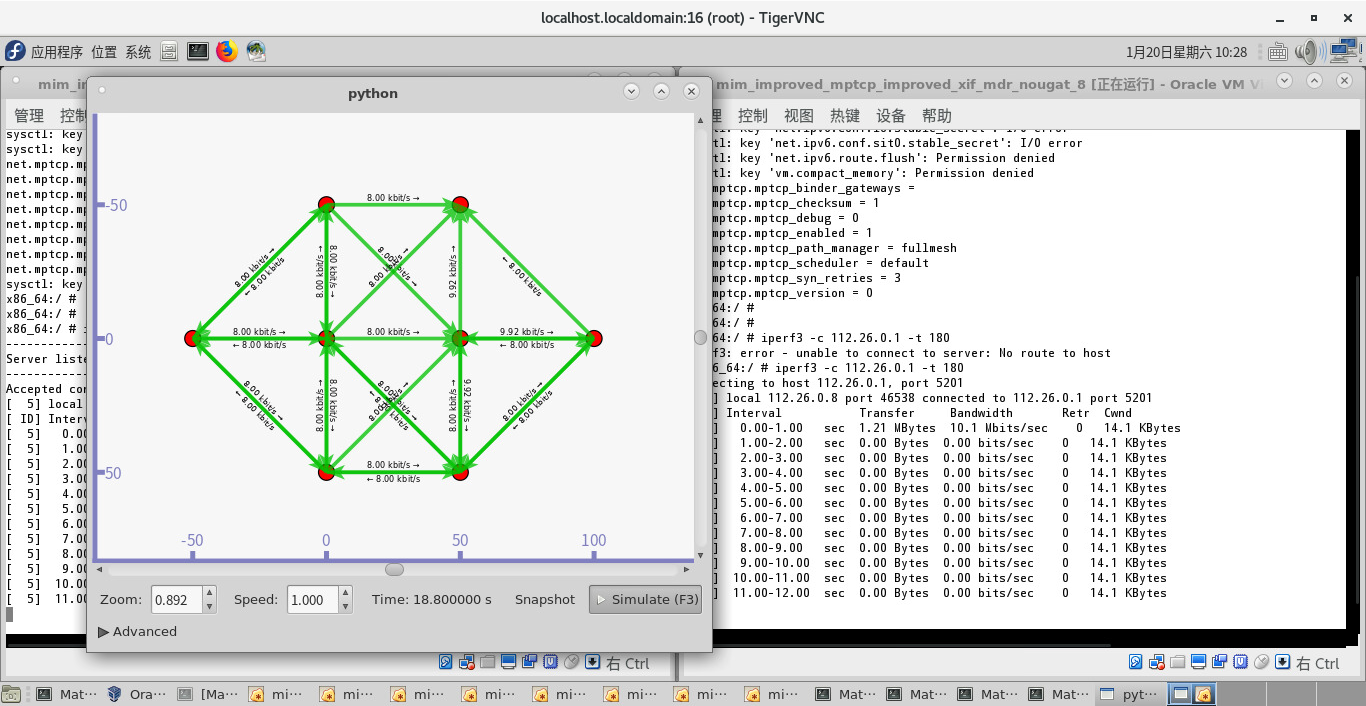 localhost.localdomain:16 (root) - TigerVNC
应用程序 位置 系统
1月20日星期六 10:28
mim_i
python
mim_improved_mptcp_improved_xif_mdr_nougat_8 [正在运行] - Oracle VM V
管理 控制
理 控制 视图 热键 设备 帮助
sysctl: key
sysctl: key
net.mptcp.mp
net.mptcp.mp
net.mptcp.mp
net.mptcp.mp
net.mptcp.mp
net.mptcp.mp
net.mptcp.mp
net.mptcp.mp
sysctl: key
x86_64:/ #
x86_64:/ #
x86_64:/ # i
Server liste
Accepted con
[ 5] local
[ ID] Interv
[ 5] 0.00
[ 5] 1.00
[ 5] 2.00
[ 5] 3.00
[ 5] 4.00
[ 5] 5.00
[ 5] 6.00
[ 5] 7.00
[ 5] 8.00
[ 5] 9.00
[ 5] 10.00
[ 5] 11.00
-50
0
50
-50 0 50 100
8.00 kbit/s →
8.00 kbit/s →
← 8.00 kbit/s
8.00 kbit/s →
8.00 kbit/s →
8.00 kbit/s
9.92 kbit/s →
← 8.00 kbit/s
8.00 kbit/s →
← 8.00 kbit/s
8.00 kbit/s →
9.92 kbit/s →
← 8.00 kbit/s
8.00 kbit/s →
← 8.00 kbit/s
8.00 kbit/s →
8.00 kbit/s →
8.00 kbit/s →
9.92 kbit/s →
8.00 kbit/s →
← 8.00 kbit/s
8.00 kbit/s →
← 8.00 kbit/s
Zoom: 0.892 Speed: 1.000 Time: 18.800000 s Snapshot Simulate (F3)
Advanced
tl: key 'net.ipv6.conf.sit0.stable_secret': I/O error
tl: key 'net.ipv6.route.flush': Permission denied
tl: key 'vm.compact_memory': Permission denied
mptcp.mptcp_binder_gateways =
mptcp.mptcp_checksum = 1
mptcp.mptcp_debug = 0
mptcp.mptcp_enabled = 1
mptcp.mptcp_path_manager = fullmesh
mptcp.mptcp_scheduler = default
mptcp.mptcp_syn_retries = 3
mptcp.mptcp_version = 0
64:/ #
64:/ #
64:/ # iperf3 -c 112.26.0.1 -t 180
rf3: error - unable to connect to server: No route to host
6_64:/ # iperf3 -c 112.26.0.1 -t 180
ecting to host 112.26.0.1, port 5201
] local 112.26.0.8 port 46538 connected to 112.26.0.1 port 5201
] Interval Transfer Bandwidth Retr Cwnd
] 0.00-1.00 sec 1.21 MBytes 10.1 Mbits/sec 0 14.1 KBytes
] 1.00-2.00 sec 0.00 Bytes 0.00 bits/sec 0 14.1 KBytes
] 2.00-3.00 sec 0.00 Bytes 0.00 bits/sec 0 14.1 KBytes
] 3.00-4.00 sec 0.00 Bytes 0.00 bits/sec 0 14.1 KBytes
] 4.00-5.00 sec 0.00 Bytes 0.00 bits/sec 0 14.1 KBytes
] 5.00-6.00 sec 0.00 Bytes 0.00 bits/sec 0 14.1 KBytes
] 6.00-7.00 sec 0.00 Bytes 0.00 bits/sec 0 14.1 KBytes
] 7.00-8.00 sec 0.00 Bytes 0.00 bits/sec 0 14.1 KBytes
] 8.00-9.00 sec 0.00 Bytes 0.00 bits/sec 0 14.1 KBytes
] 9.00-10.00 sec 0.00 Bytes 0.00 bits/sec 0 14.1 KBytes
] 10.00-11.00 sec 0.00 Bytes 0.00 bits/sec 0 14.1 KBytes
] 11.00-12.00 sec 0.00 Bytes 0.00 bits/sec 0 14.1 KBytes
右 Ctrl
右 Ctrl
Mat··· Ora··· [Ma··· mi··· mi··· mi··· mi··· mi··· mi··· mi··· mi··· Mat··· Mat··· Mat··· Mat··· pyt···